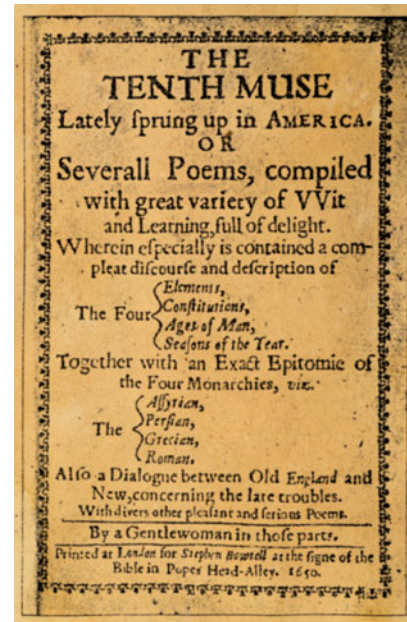 THE
TENTH MUSE
Lately ſprung up in AMERICA.
OR
Severall Poems, compiled
with great variety of VVit
and Learning, full of delight.
Wherein eſpecially is contained a com-
pleat diſcourſe and deſcription of
The Four
Elements,
Conſtitutions,
Ages of Man,
Seaſons of the Year.
Together with an Exact Epitomie of
the Four Monarchies, viz.
The
Aſſyrian,
Perſian,
Grecian,
Roman.
Alſo a Dialogue between Old England and
New, concerning the late troubles.
With divers other pleaſant and ſerious Poems.
By a Gentlewoman in thoſe parts.
Printed at London for Stephen Bowtell at the ſigne of the
Bible in Popes Head-Alley. 1650.